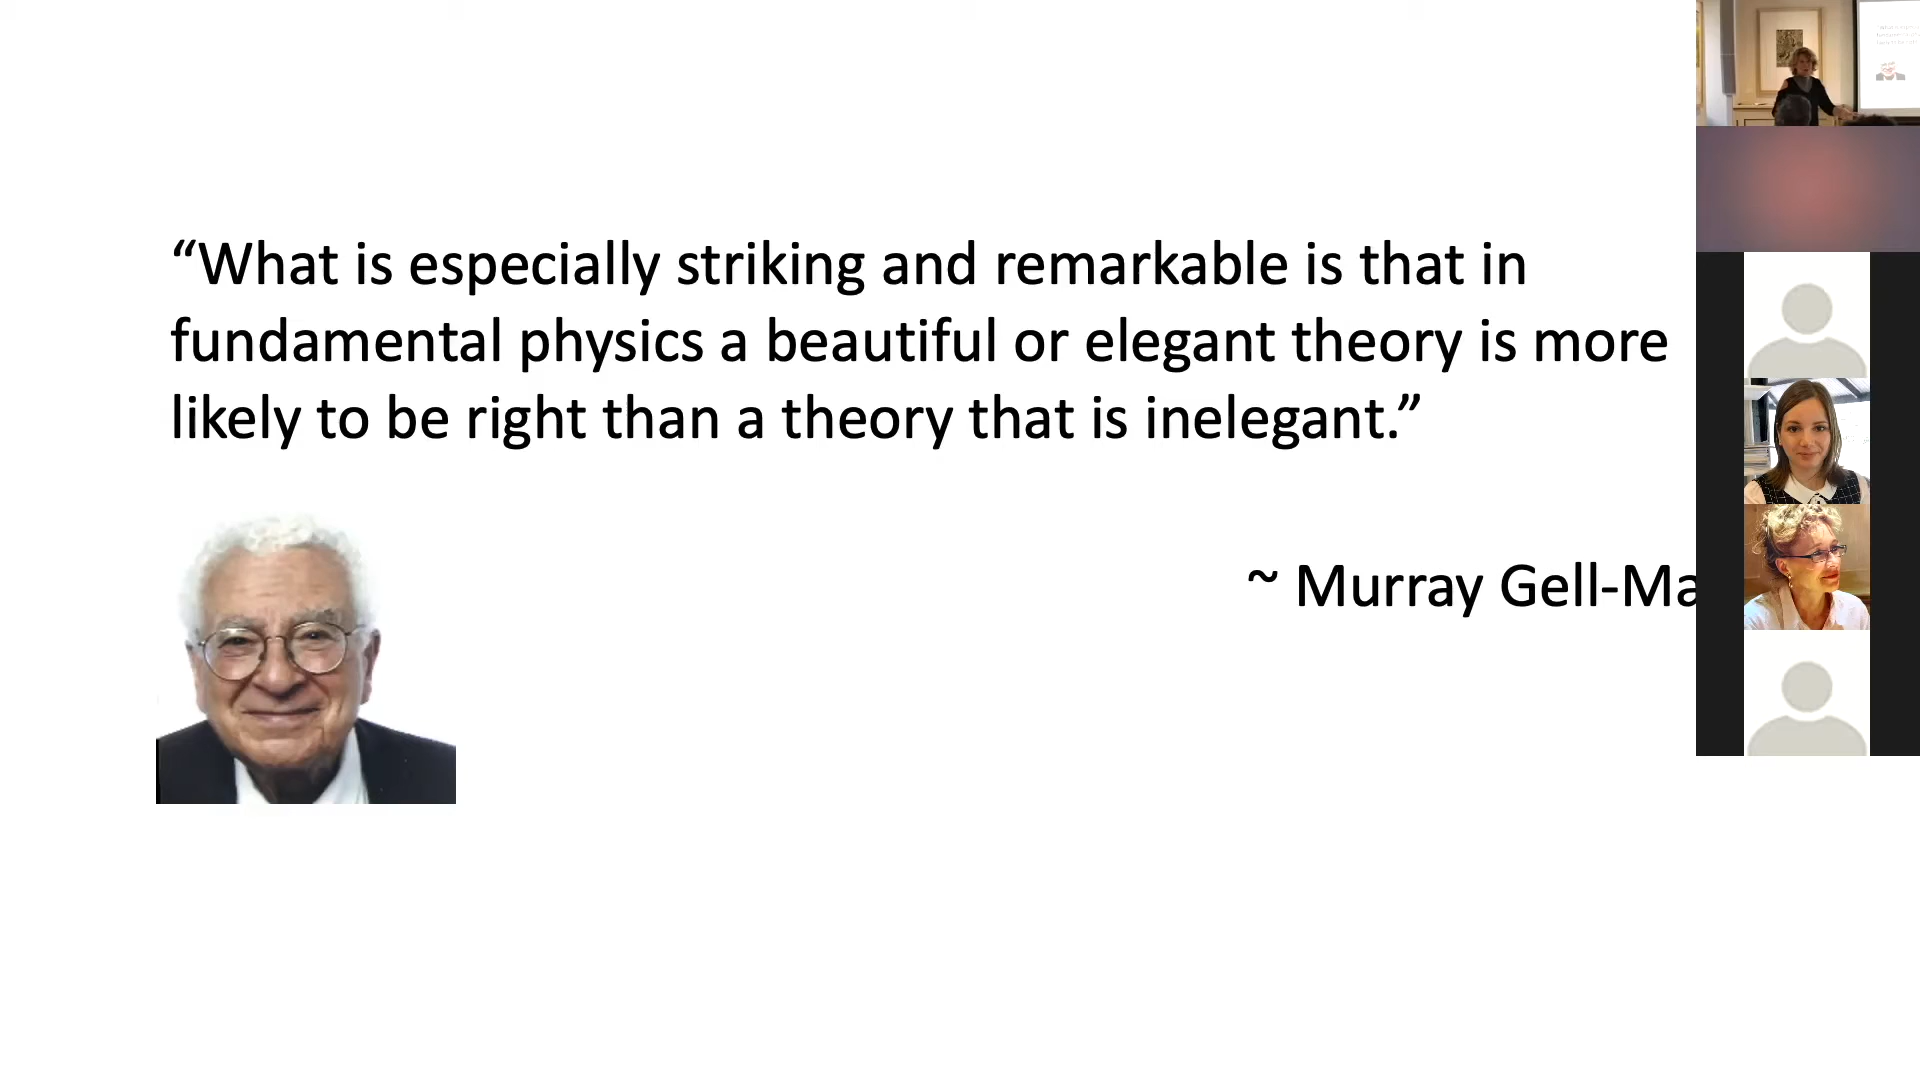 “What is especially striking and remarkable is that in
fundamental physics a beautiful or elegant theory is more
likely to be right than a theory that is inelegant.”
~ Murray Gell-Ma